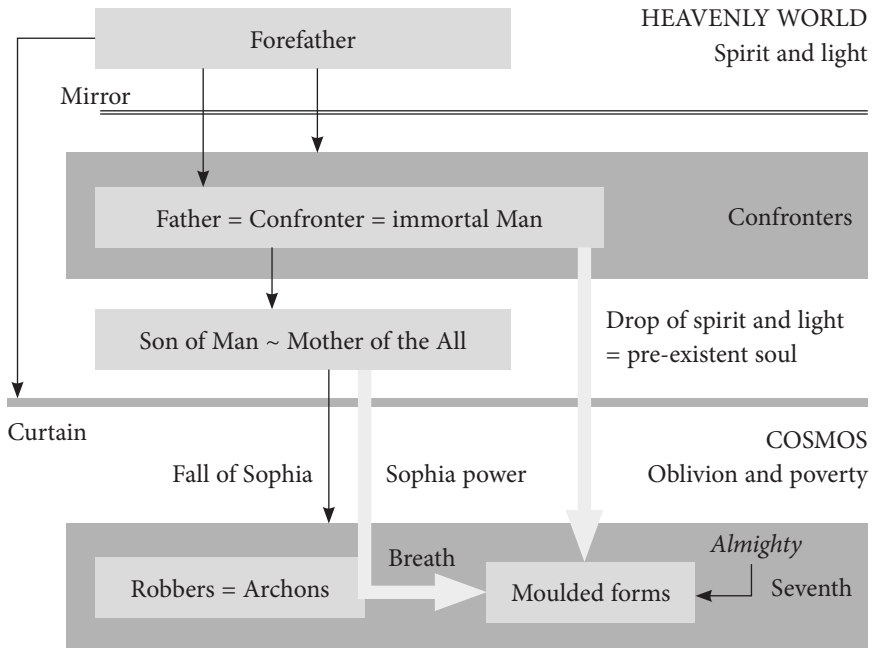 HEAVENLY WORLD
Forefather
Spirit and light
Mirror
Father = Confronter = immortal Man
Confronters
Drop of spirit and light
Son of Man ~ Mother of the All
= pre-existent soul
Curtain
COSMOS
Fall of Sophia
Sophia power
Oblivion and poverty
Almighty
Breath
Robbers = Archons
Moulded forms
Seventh